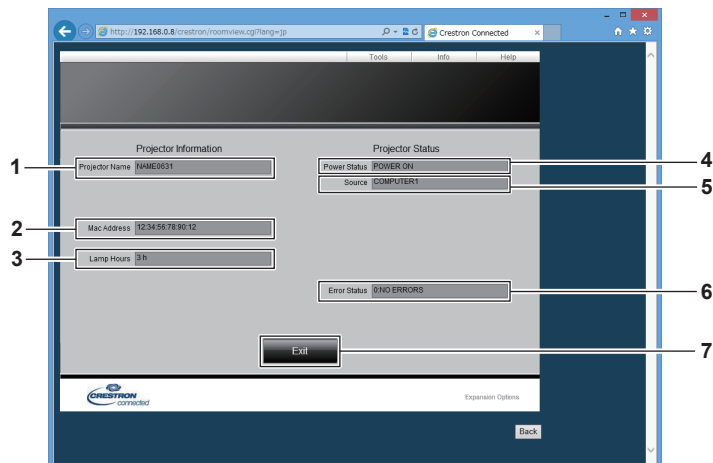 http://192.168.0.8/crestron/roomview.cgi?lang=jp
Crestron Connected
Tools Info Help
Projector Information
Projector Status
1
Projector Name NAME0631
Power Status POWER ON
4
Source COMPUTER1
5
2
Mac Address 12:34:56:78:90:12
3
Lamp Hours 3 h
Error Status 0:NO ERRORS
6
Exit
7
CRESTRON
connected
Expansion Options
Back